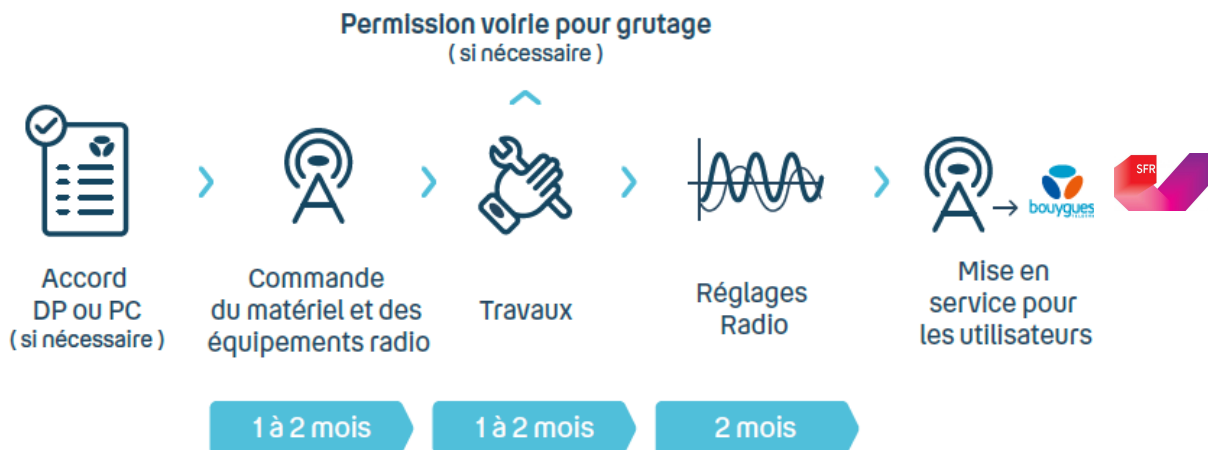 Permission voirie pour grutage
( si nécessaire )
Accord
DP ou PC
( si nécessaire )
Commande
du matériel et des
équipements radio
Travaux
Réglages
Radio
bouygues
TELECOM
SFR
Mise en
service pour
les utilisateurs
1 à 2 mois
1 à 2 mois
2 mois